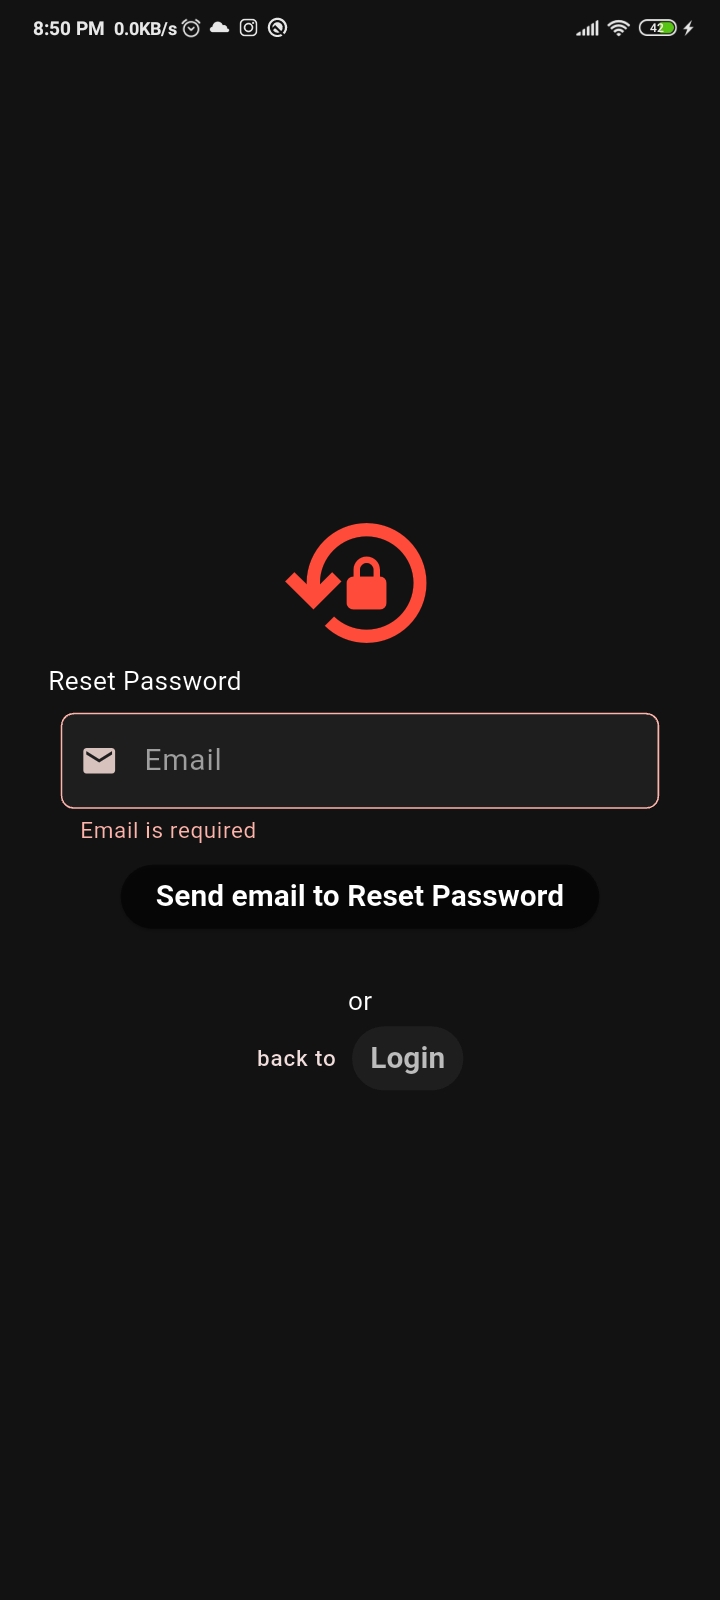 8:50 PM 0.0KB/s 42
Reset Password
Email
Email is required
Send email to Reset Password
or
back to Login